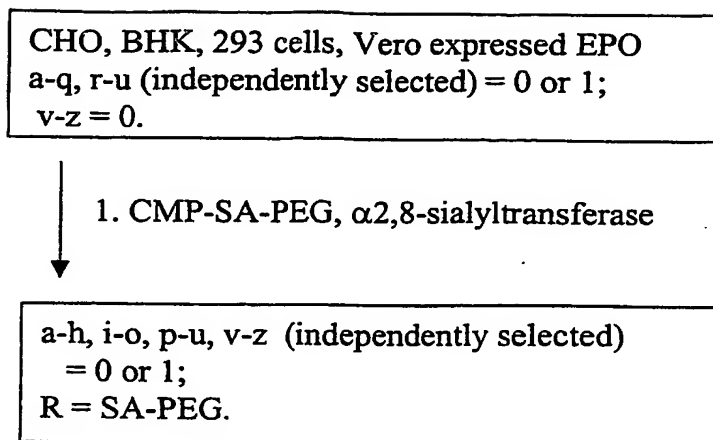 CHO, BHK, 293 cells, Vero expressed EPO
a-q, r-u (independently selected) = 0 or 1;
v-z = 0.
1. CMP-SA-PEG, α2,8-sialyltransferase
a-h, i-o, p-u, v-z (independently selected)
= 0 or 1;
R = SA-PEG.